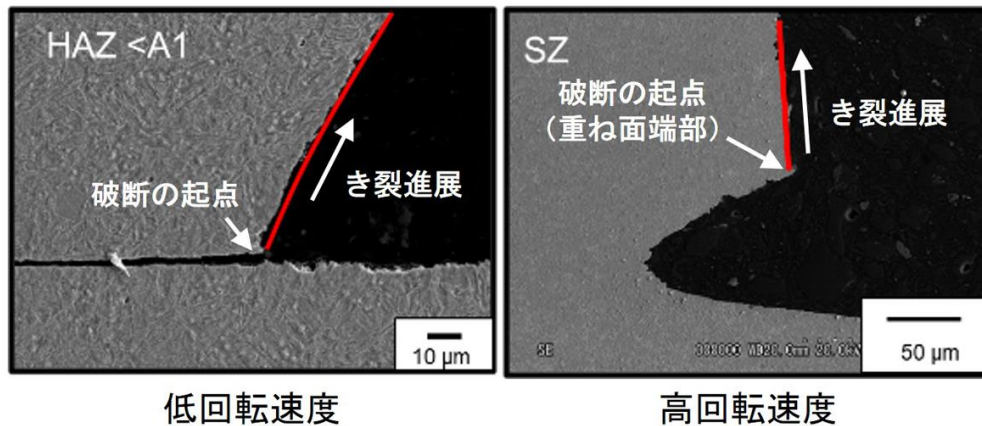 HAZ <A1
破断の起点
き裂進展
10 μm
低回転速度
SZ
破断の起点
（重ね面端部）
き裂進展
SE
50 μm
高回転速度